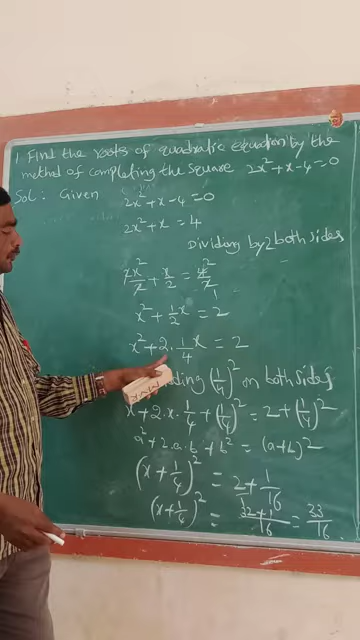 1. Find the roots of quadratic equation by the
method of completing the square 2x²+x-4=0
Sol: Given 2x²+x-4=0
2x²+x = 4
Dividing by 2 both sides
2x²/2 + x/2 = 4²/2
x² + 1/2 x = 2
x² + 2. 1/4 x = 2
ding (1/4)² on both sides
x + 2.x. 1/4 + (1/4)² = 2 + (1/4)²
a² + 2.a.b + b² = (a+b)²
(x + 1/4)² = 2 + 1/16
(x + 1/4)² = 32+1/16 = 33/16